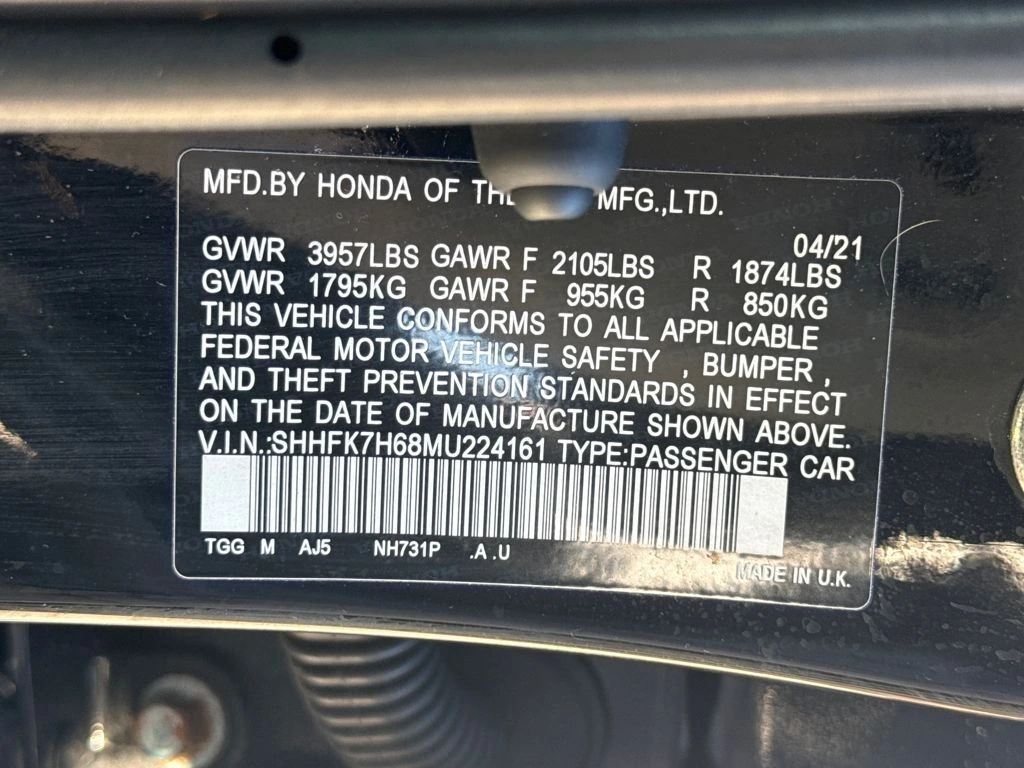 MFD.BY HONDA OF THE MFG.,LTD.
04/21
GVWR 3957LBS GAWR F 2105LBS R 1874LBS
GVWR 1795KG GAWR F 955KG R 850KG
THIS VEHICLE CONFORMS TO ALL APPLICABLE
FEDERAL MOTOR VEHICLE SAFETY , BUMPER ,
AND THEFT PREVENTION STANDARDS IN EFFECT
ON THE DATE OF MANUFACTURE SHOWN ABOVE.
V.I.N.:SHHFK7H68MU224161 TYPE:PASSENGER CAR
TGG M AJ5 NH731P .A .U
MADE IN U.K.